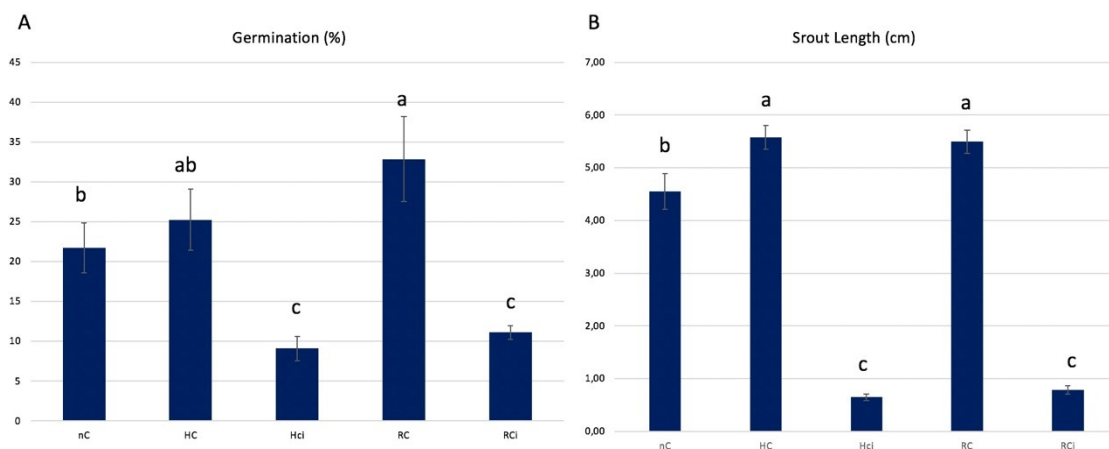 A
Germination (%)
45
40
35
30
25
20
15
10
5
0
b
ab
c
a
c
nC HC Hci RC RCi
B
Srout Length (cm)
7,00
6,00
5,00
4,00
3,00
2,00
1,00
0,00
b
a
c
a
c
nC HC Hci RC RCi